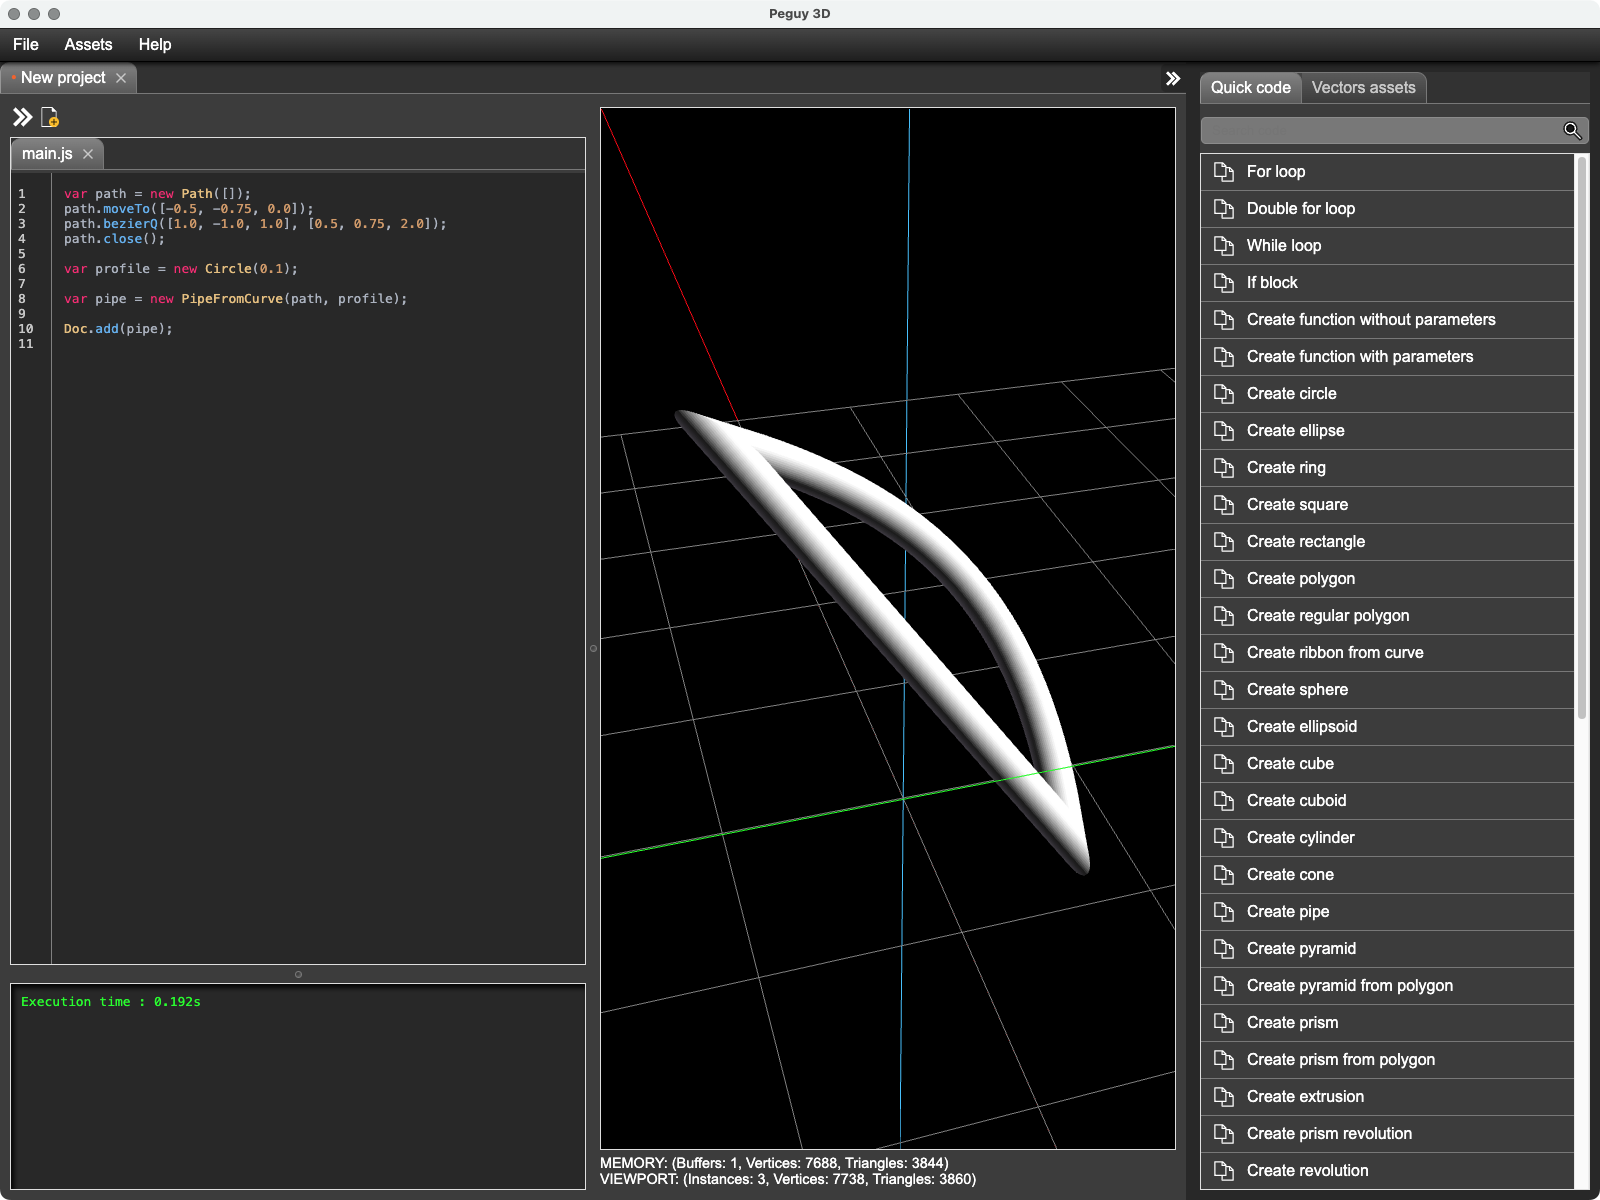 Peguy 3D
File Assets Help
New project
main.js
1 var path = new Path([]);
2 path.moveTo([-0.5, -0.75, 0.0]);
3 path.bezierQ([1.0, -1.0, 1.0], [0.5, 0.75, 2.0]);
4 path.close();
5
6 var profile = new Circle(0.1);
7
8 var pipe = new PipeFromCurve(path, profile);
9
10 Doc.add(pipe);
11
Execution time : 0.192s
MEMORY: (Buffers: 1, Vertices: 7688, Triangles: 3844)
VIEWPORT: (Instances: 3, Vertices: 7738, Triangles: 3860)
Quick code Vectors assets
For loop
Double for loop
While loop
If block
Create function without parameters
Create function with parameters
Create circle
Create ellipse
Create ring
Create square
Create rectangle
Create polygon
Create regular polygon
Create ribbon from curve
Create sphere
Create ellipsoid
Create cube
Create cuboid
Create cylinder
Create cone
Create pipe
Create pyramid
Create pyramid from polygon
Create prism
Create prism from polygon
Create extrusion
Create prism revolution
Create revolution